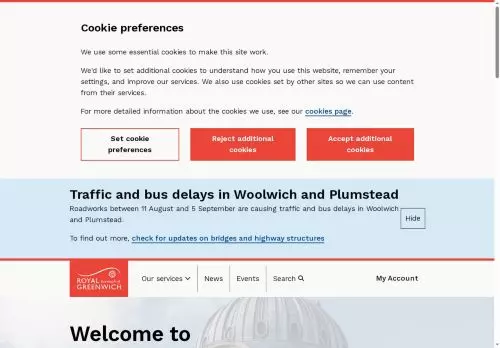 Cookie preferences
We use some essential cookies to make this site work.
We'd like to set additional cookies to understand how you use this website, remember your
settings, and improve our services. We also use cookies set by other sites so we can use content
from their services.
For more detailed information about the cookies we use, see our cookies page.
Set cookie
preferences
Reject additional
cookies
Accept additional
cookies
Traffic and bus delays in Woolwich and Plumstead
Roadworks between 11 August and 5 September are causing traffic and bus delays in Woolwich
and Plumstead.
Hide
To find out more, check for updates on bridges and highway structures
ROYAL borough of
GREENWICH
Our services
News
Events
Search
My Account
Welcome to